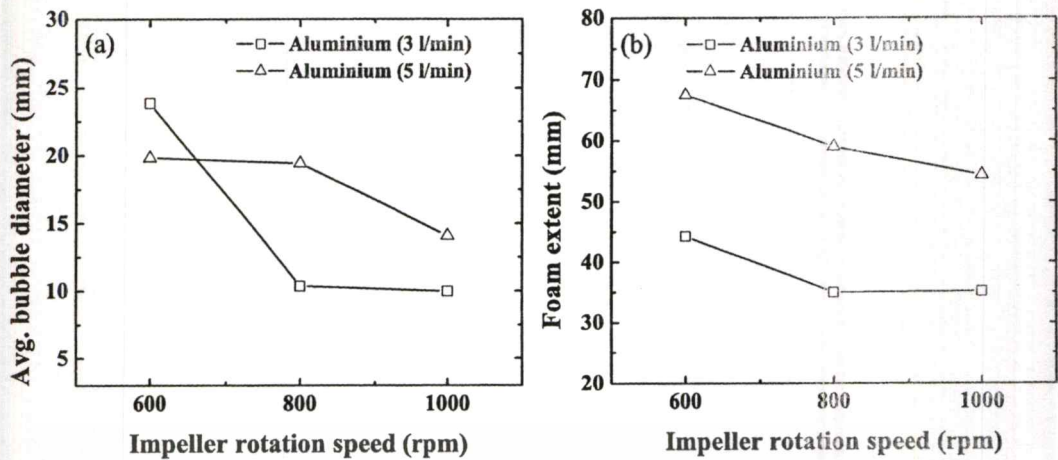 (a)
Aluminium (3 l/min)
Aluminium (5 l/min)
30
25
20
15
10
5
600 800 1000
Avg. bubble diameter (mm)
Impeller rotation speed (rpm)
(b)
Aluminium (3 l/min)
Aluminium (5 l/min)
80
70
60
50
40
30
20
600 800 1000
Foam extent (mm)
Impeller rotation speed (rpm)